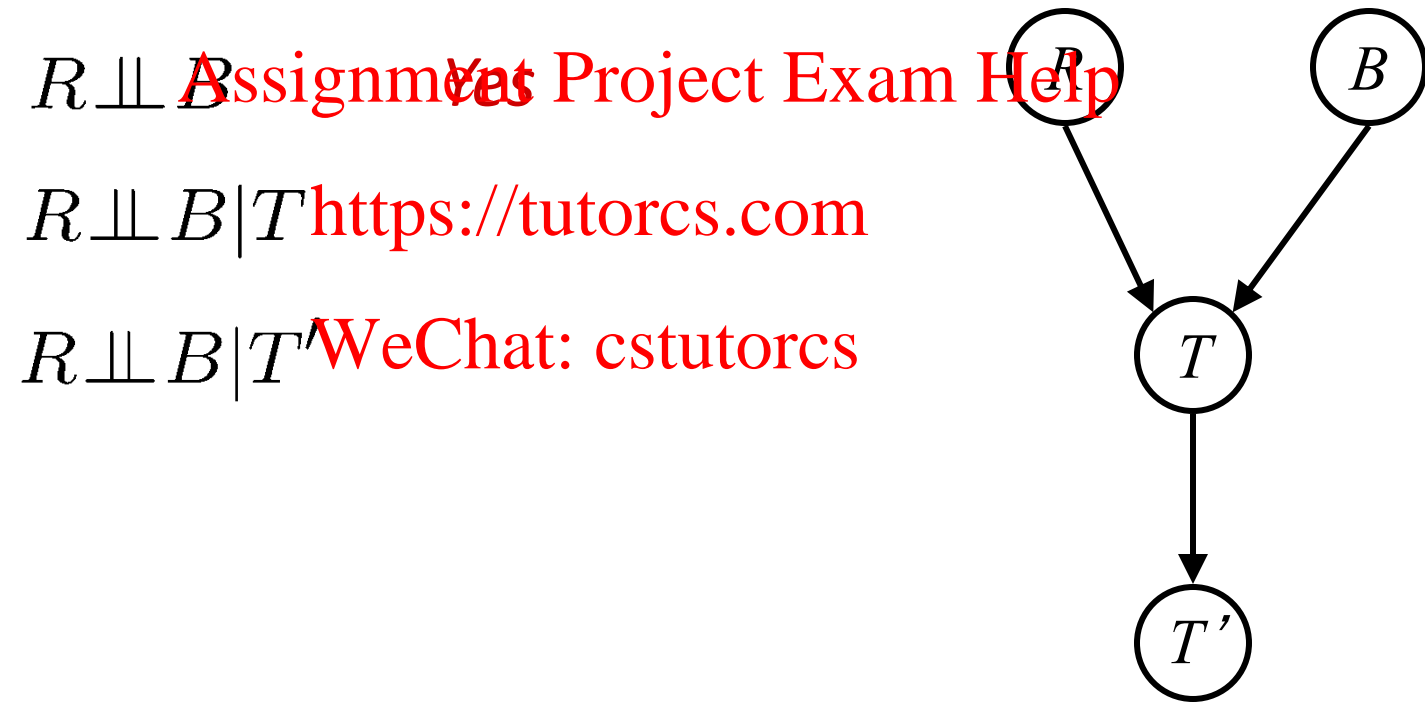 R ⫫ B Yes
Assignment Project Exam Help
R ⫫ B|T
https://tutorcs.com
R ⫫ B|T′
WeChat: cstutorcs
R
B
T
T’